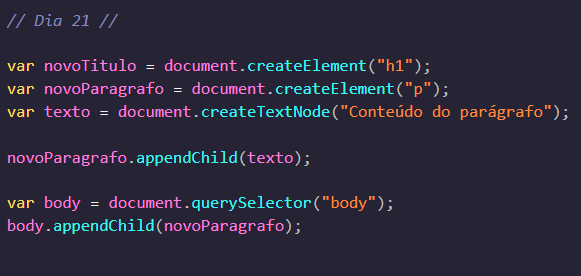 // Dia 21 //
var novoTitulo = document.createElement("h1");
var novoParagrafo = document.createElement("p");
var texto = document.createTextNode("Conteúdo do parágrafo");
novoParagrafo.appendChild(texto);
var body = document.querySelector("body");
body.appendChild(novoParagrafo);